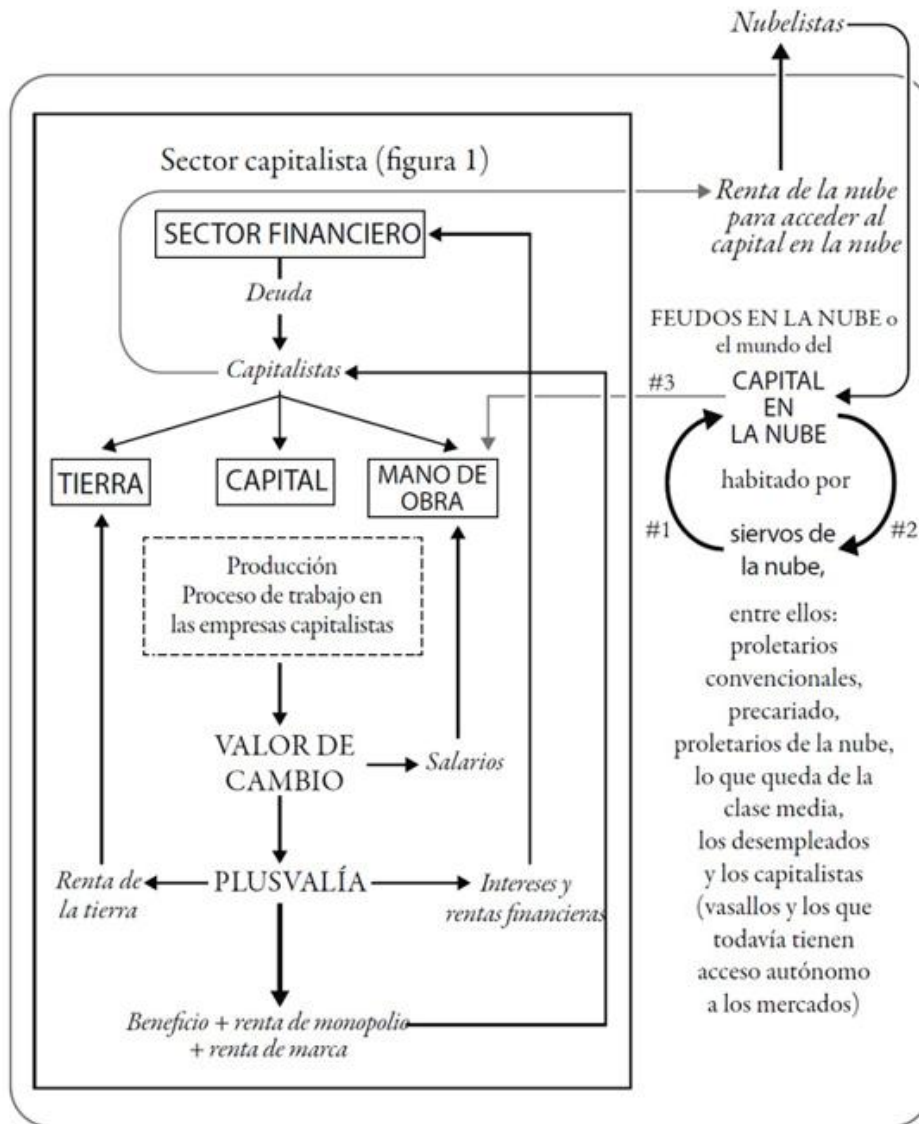 Nubelistas
Sector capitalista (figura 1)
Renta de la nube
para acceder al
capital en la nube
SECTOR FINANCIERO
Deuda
Capitalistas
FEUDOS EN LA NUBE o
el mundo del
CAPITAL
EN
LA NUBE
#3
TIERRA
CAPITAL
MANO DE
OBRA
habitado por
#1
#2
siervos de
la nube,
Producción
Proceso de trabajo en
las empresas capitalistas
entre ellos:
proletarios
convencionales,
precariado,
proletarios de la nube,
lo que queda de la
clase media,
los desempleados
y los capitalistas
(vasallos y los que
todavía tienen
acceso autónomo
a los mercados)
VALOR DE
CAMBIO
Salarios
Renta de
la tierra
PLUSVALÍA
Intereses y
rentas financieras
Beneficio + renta de monopolio
+ renta de marca